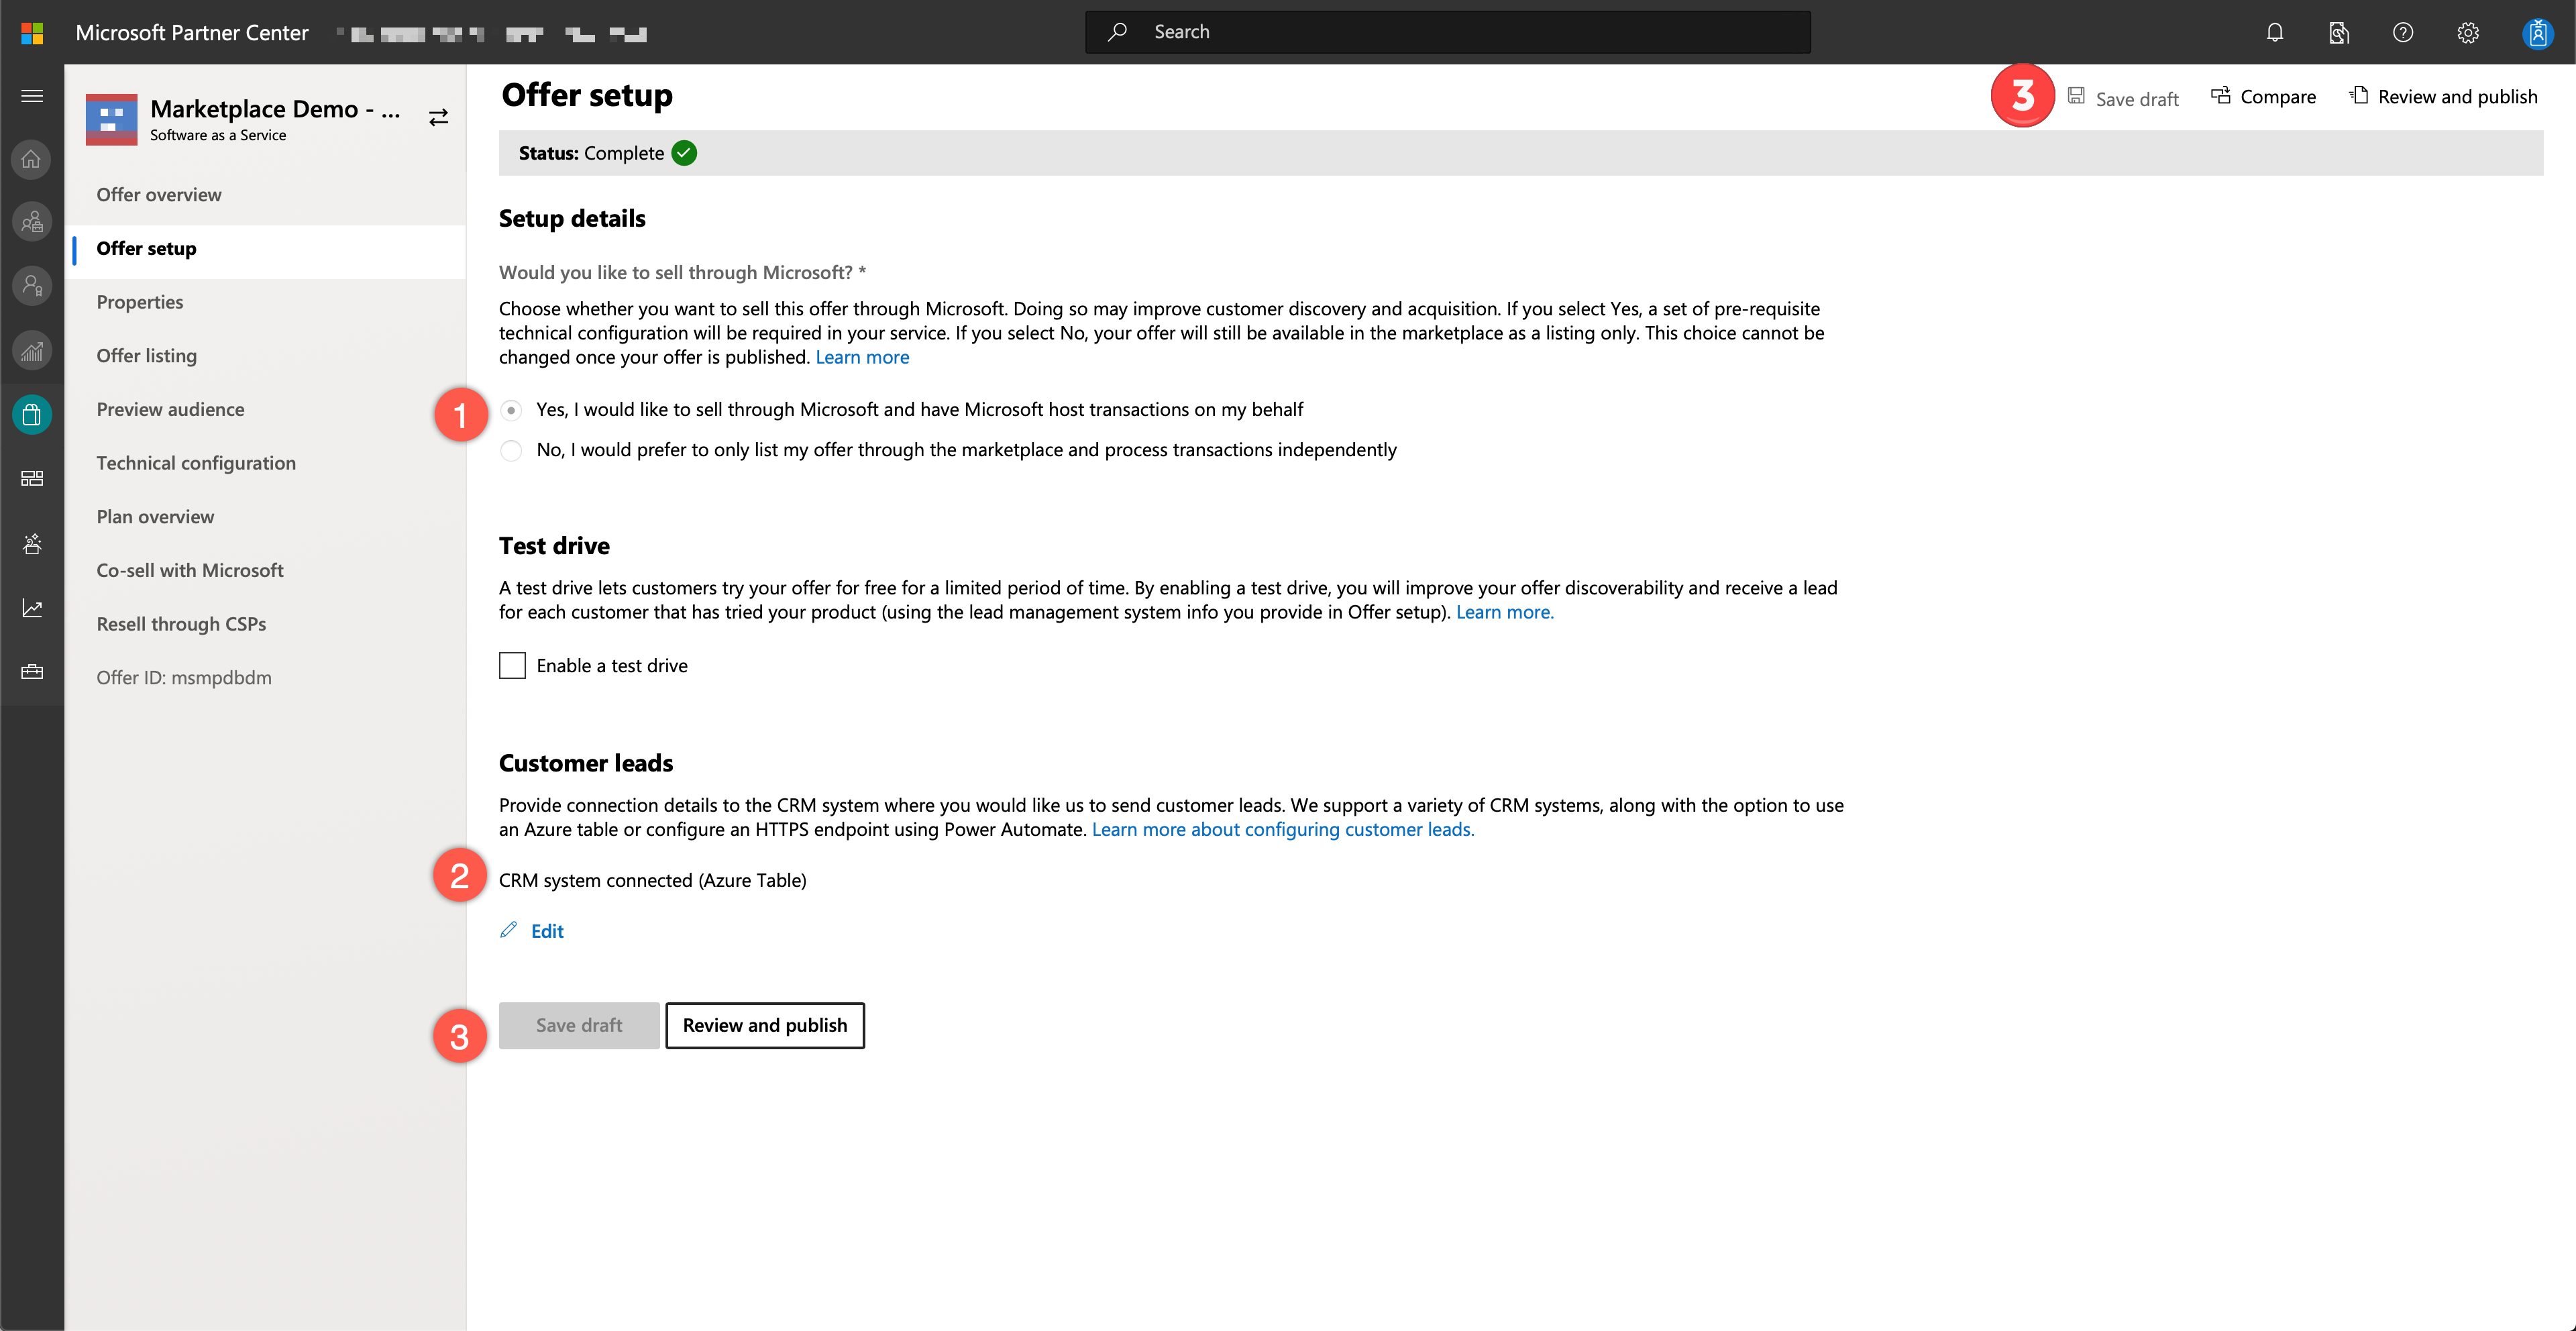 Microsoft Partner Center
Search
Marketplace Demo - ...
Software as a Service
Offer overview
Offer setup
Properties
Offer listing
Preview audience
Technical configuration
Plan overview
Co-sell with Microsoft
Resell through CSPs
Offer ID: msmpdbdm
Offer setup
3
Save draft
Compare
Review and publish
Status: Complete
Setup details
Would you like to sell through Microsoft? *
Choose whether you want to sell this offer through Microsoft. Doing so may improve customer discovery and acquisition. If you select Yes, a set of pre-requisite
technical configuration will be required in your service. If you select No, your offer will still be available in the marketplace as a listing only. This choice cannot be
changed once your offer is published. Learn more
1
Yes, I would like to sell through Microsoft and have Microsoft host transactions on my behalf
No, I would prefer to only list my offer through the marketplace and process transactions independently
Test drive
A test drive lets customers try your offer for free for a limited period of time. By enabling a test drive, you will improve your offer discoverability and receive a lead
for each customer that has tried your product (using the lead management system info you provide in Offer setup). Learn more.
Enable a test drive
Customer leads
Provide connection details to the CRM system where you would like us to send customer leads. We support a variety of CRM systems, along with the option to use
an Azure table or configure an HTTPS endpoint using Power Automate. Learn more about configuring customer leads.
2
CRM system connected (Azure Table)
Edit
3
Save draft
Review and publish